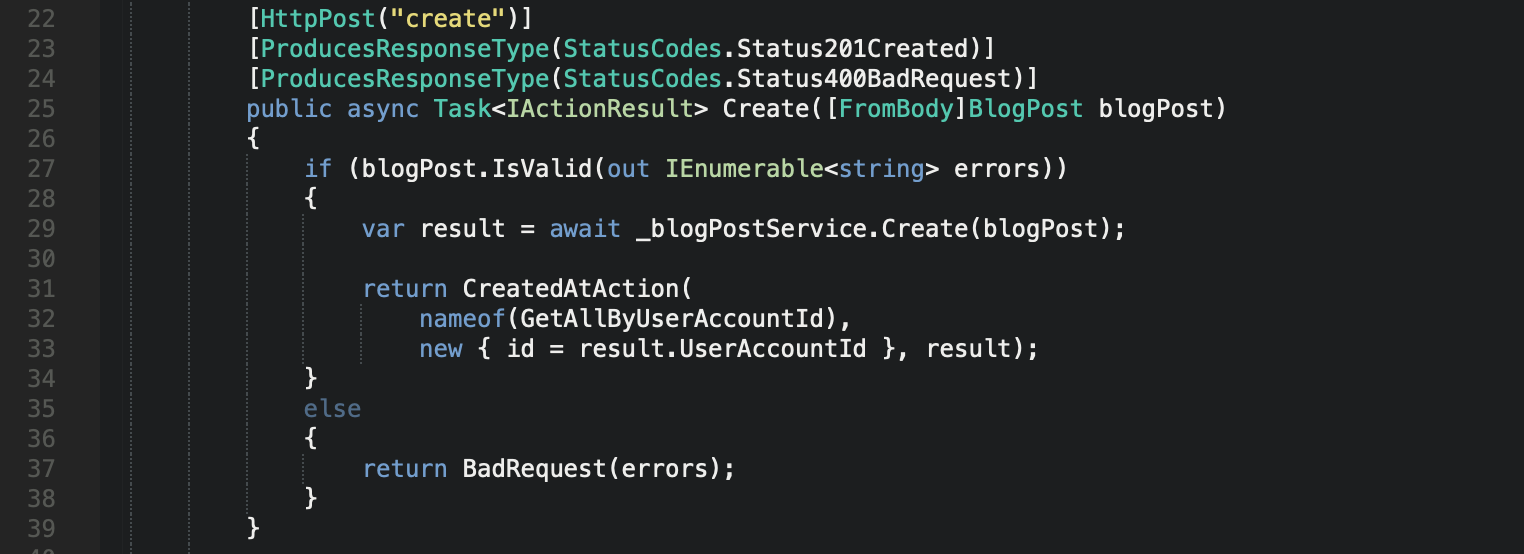 22 [HttpPost("create")]
23 [ProducesResponseType(StatusCodes.Status201Created)]
24 [ProducesResponseType(StatusCodes.Status400BadRequest)]
25 public async Task<IActionResult> Create([FromBody]BlogPost blogPost)
26 {
27 if (blogPost.IsValid(out IEnumerable<string> errors))
28 {
29 var result = await _blogPostService.Create(blogPost);
30
31 return CreatedAtAction(
32 nameof(GetAllByUserAccountId),
33 new { id = result.UserAccountId }, result);
34 }
35 else
36 {
37 return BadRequest(errors);
38 }
39 }